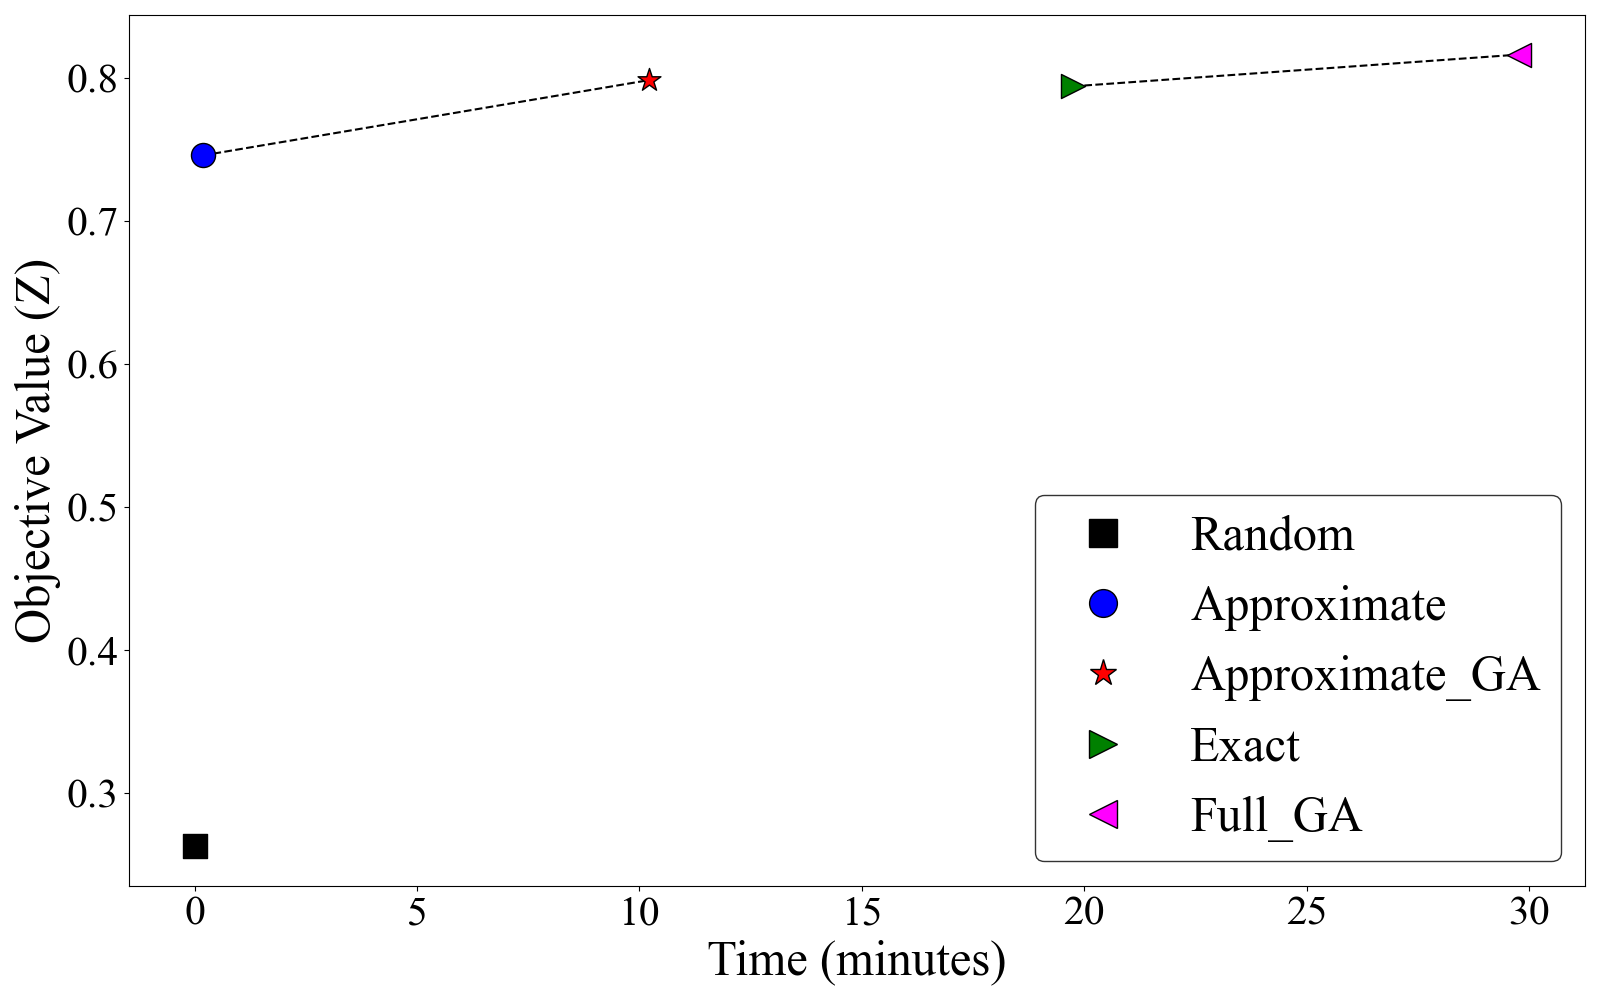 Objective Value (Z)
0.8
0.7
0.6
0.5
0.4
0.3
Random
Approximate
Approximate_GA
Exact
Full_GA
0 5 10 15 20 25 30
Time (minutes)